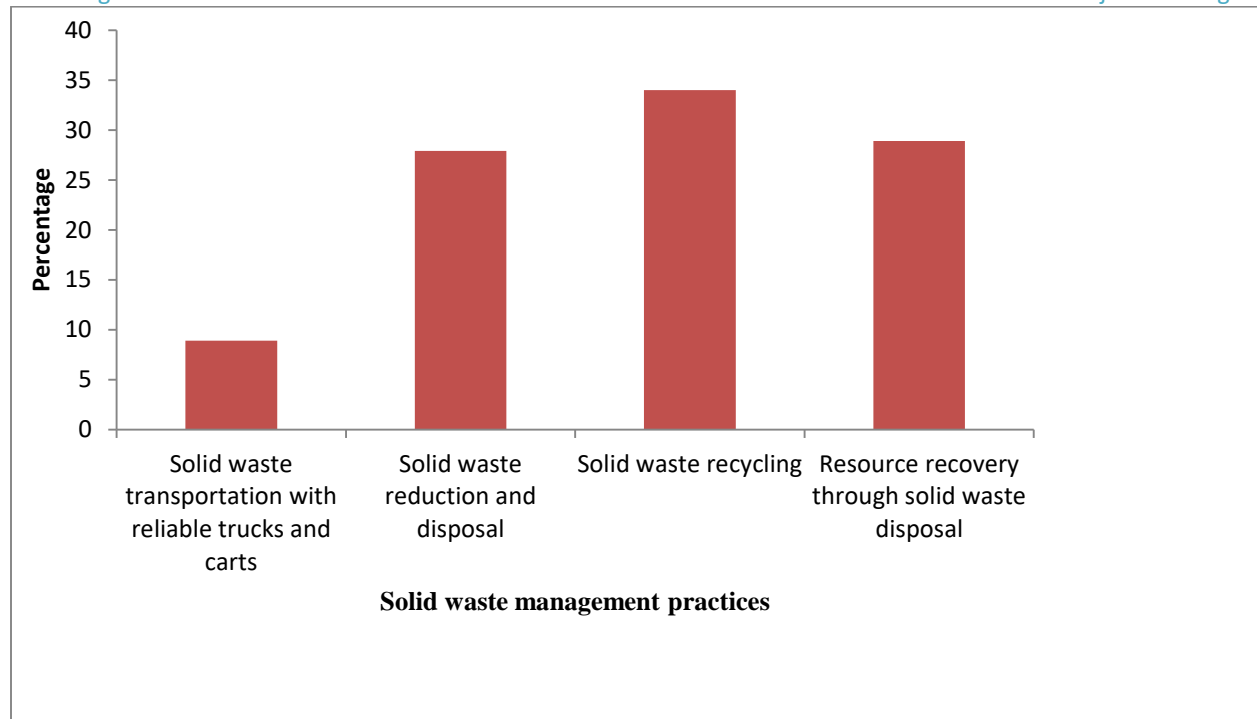 40
35
30
25
20
15
10
5
0
Percentage
Solid waste
transportation with
reliable trucks and
carts
Solid waste
reduction and
disposal
Solid waste recycling
Resource recovery
through solid waste
disposal
Solid waste management practices